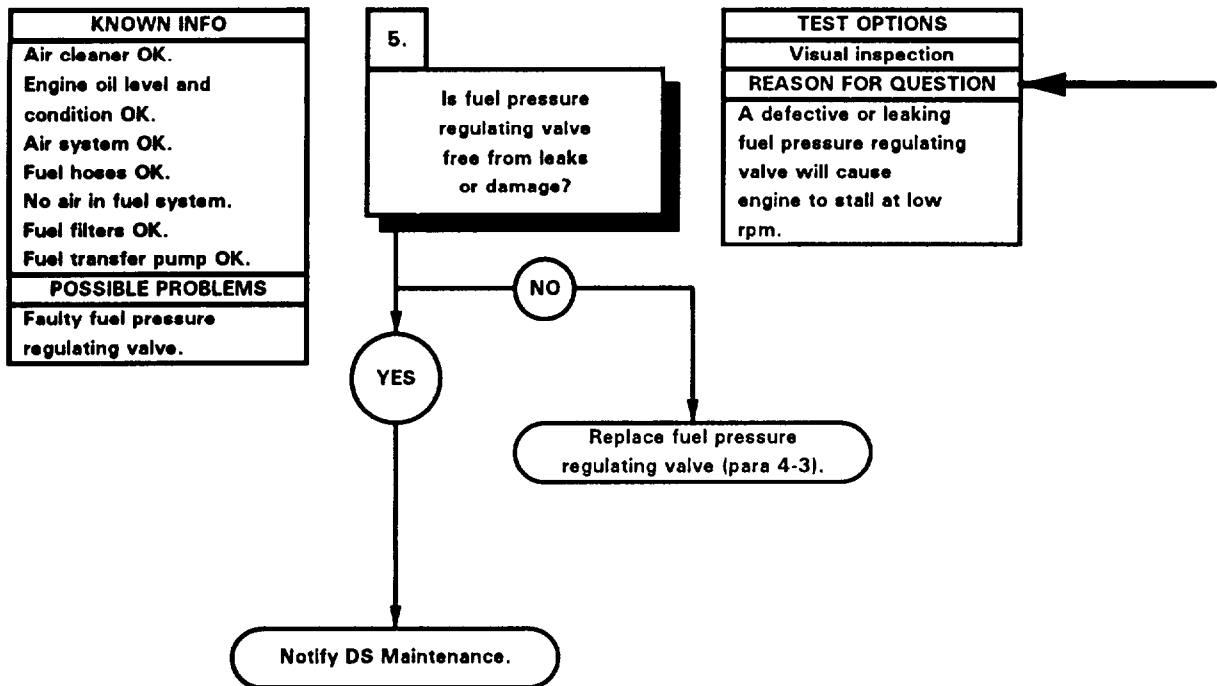 KNOWN INFO
Air cleaner OK.
Engine oil level and
condition OK.
Air system OK.
Fuel hoses OK.
No air in fuel system.
Fuel filters OK.
Fuel transfer pump OK.
POSSIBLE PROBLEMS
Faulty fuel pressure
regulating valve.
5.
Is fuel pressure
regulating valve
free from leaks
or damage?
TEST OPTIONS
Visual inspection
REASON FOR QUESTION
A defective or leaking
fuel pressure regulating
valve will cause
engine to stall at low
rpm.
NO
YES
Replace fuel pressure
regulating valve (para 4-3).
Notify DS Maintenance.